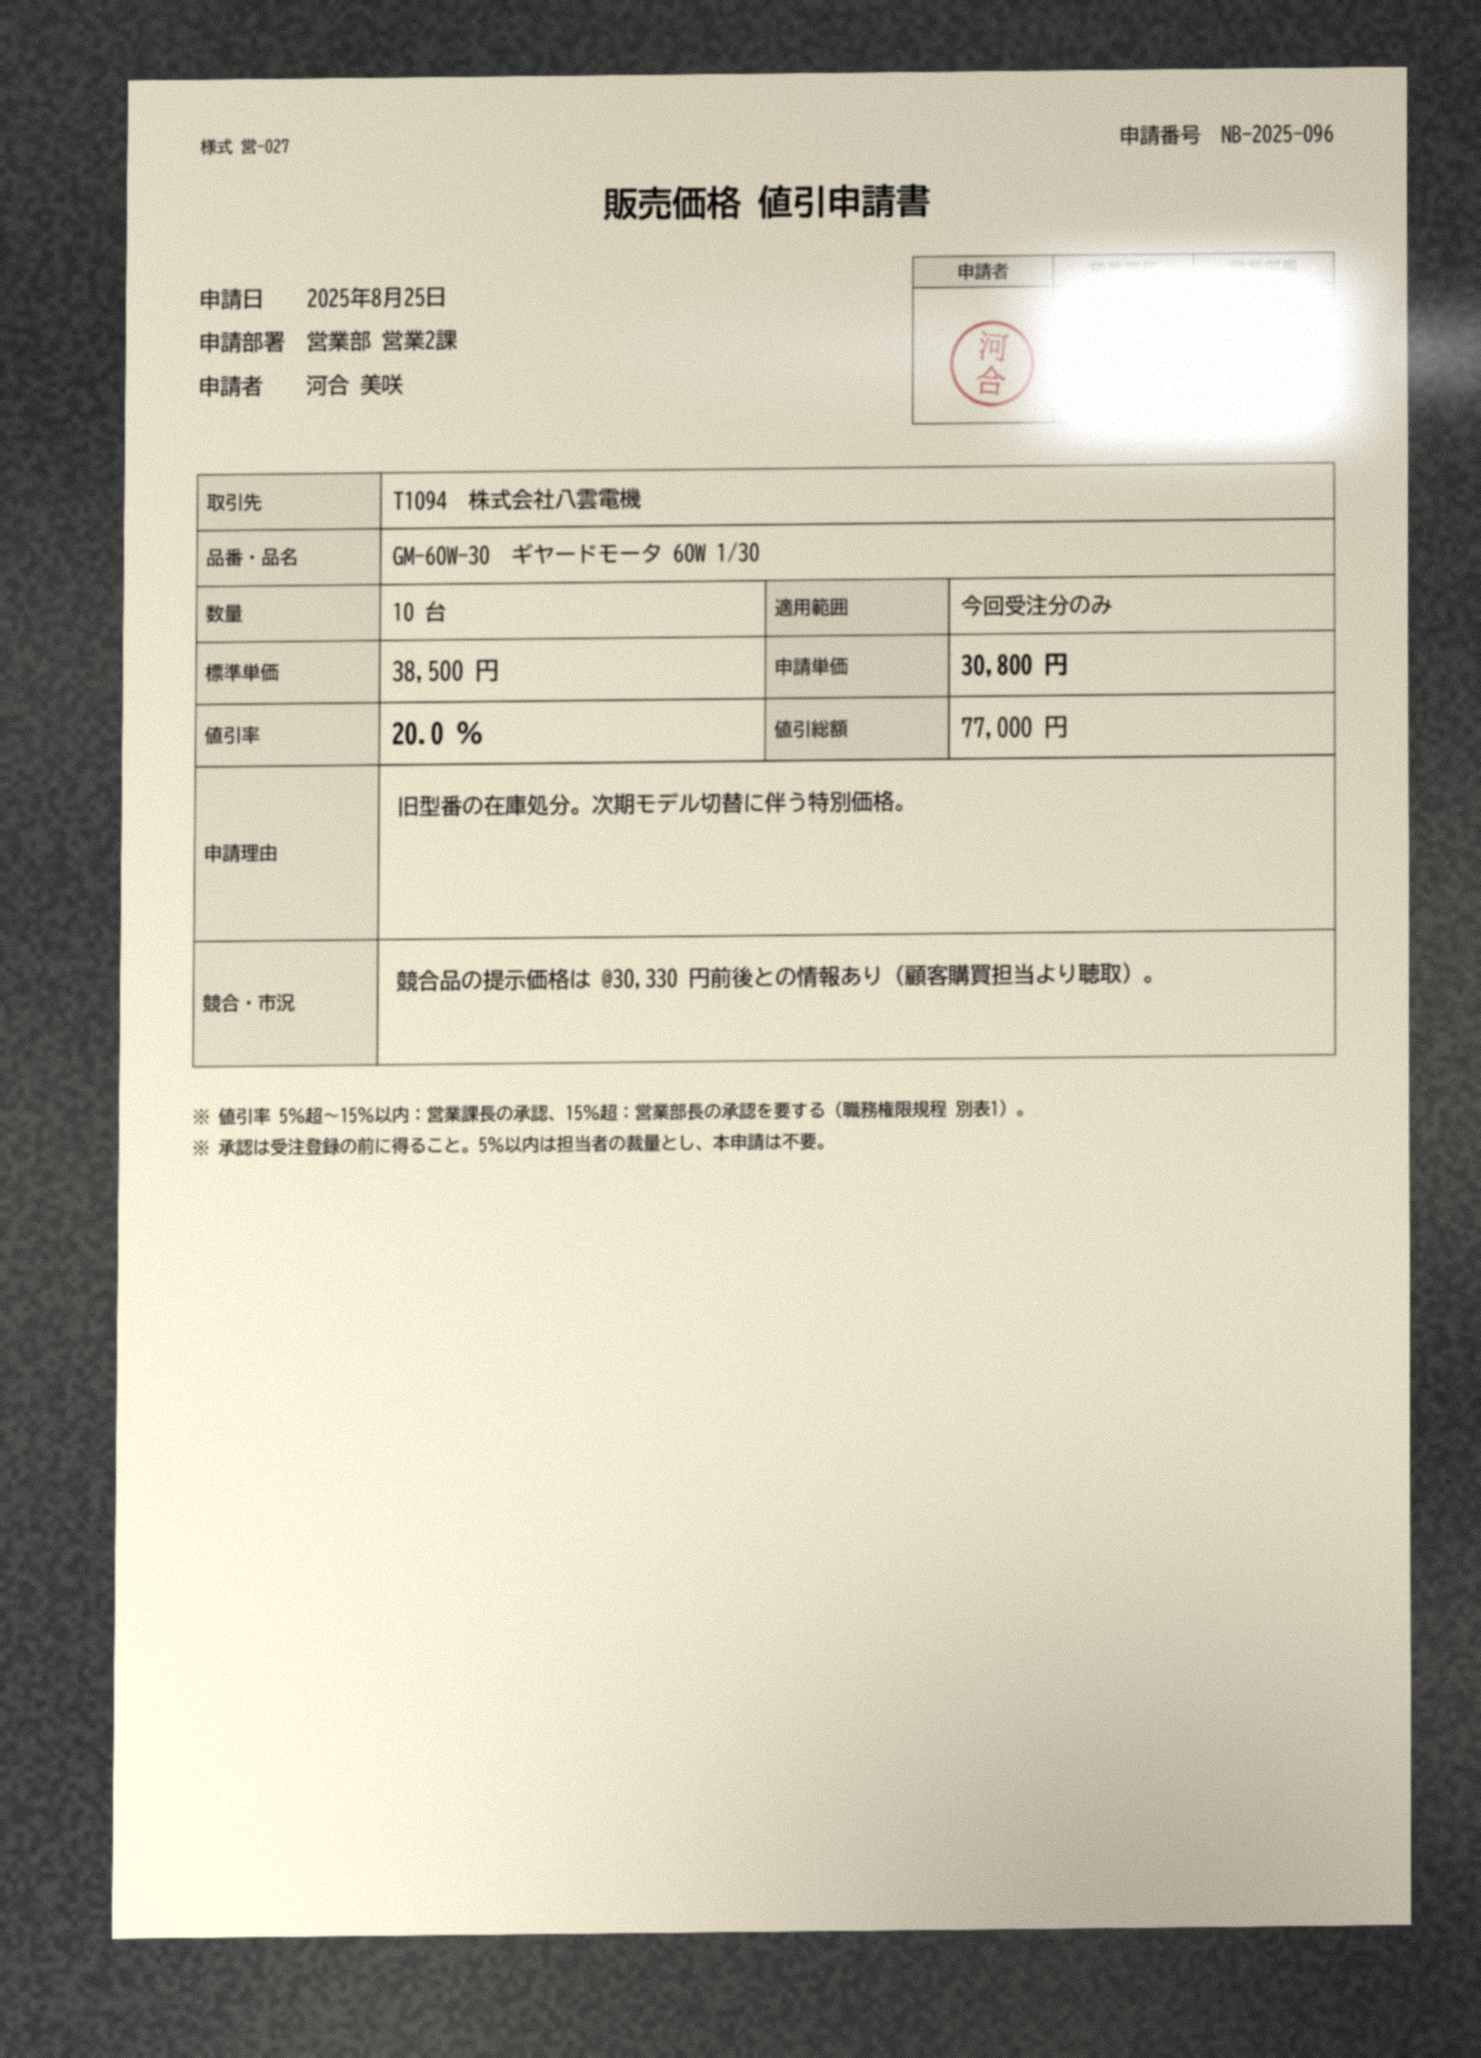 様式 営-027
申請番号 NB-2025-096
販売価格 値引申請書
申請日 2025年8月25日
申請部署 営業部 営業2課
申請者 河合 美咲
申請者
河合
取引先 T1094 株式会社八雲電機
品番・品名 GM-60W-30 ギヤードモータ 60W 1/30
数量 10 台 適用範囲 今回受注分のみ
標準単価 38,500 円 申請単価 30,800 円
値引率 20.0 % 値引総額 77,000 円
申請理由 旧型番の在庫処分。次期モデル切替に伴う特別価格。
競合・市況 競合品の提示価格は @30,330 円前後との情報あり（顧客購買担当より聴取）。
※ 値引率 5%超～15%以内：営業課長の承認、15%超：営業部長の承認を要する（職務権限規程 別表1）。
※ 承認は受注登録の前に得ること。5%以内は担当者の裁量とし、本申請は不要。